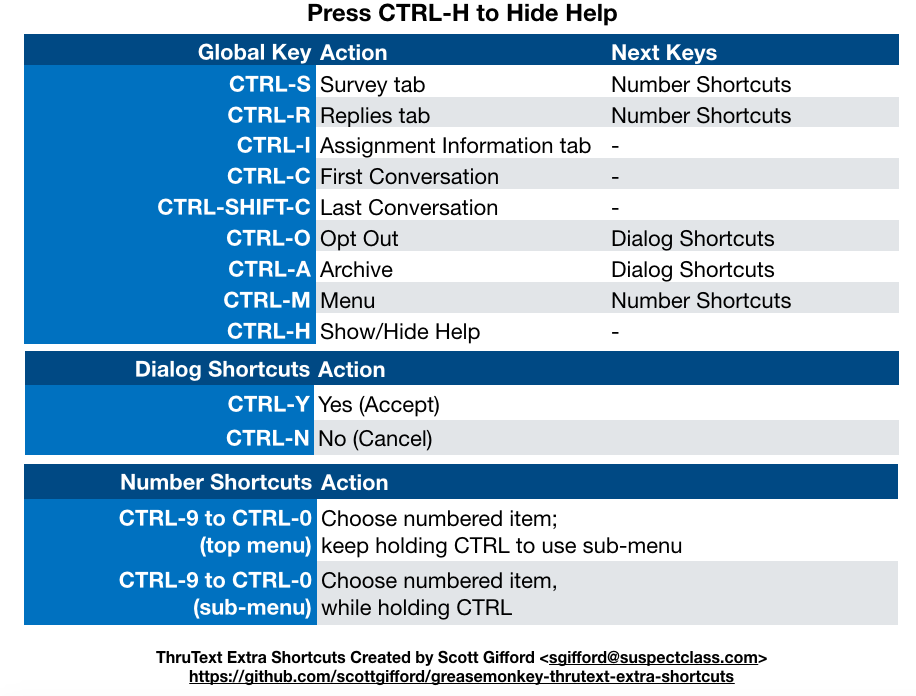 Press CTRL-H to Hide Help
Global Key Action Next Keys
CTRL-S Survey tab Number Shortcuts
CTRL-R Replies tab Number Shortcuts
CTRL-I Assignment Information tab -
CTRL-C First Conversation -
CTRL-SHIFT-C Last Conversation -
CTRL-O Opt Out Dialog Shortcuts
CTRL-A Archive Dialog Shortcuts
CTRL-M Menu Number Shortcuts
CTRL-H Show/Hide Help -
Dialog Shortcuts Action
CTRL-Y Yes (Accept)
CTRL-N No (Cancel)
Number Shortcuts Action
CTRL-9 to CTRL-0 Choose numbered item;
(top menu) keep holding CTRL to use sub-menu
CTRL-9 to CTRL-0 Choose numbered item,
(sub-menu) while holding CTRL
ThruText Extra Shortcuts Created by Scott Gifford <sgifford@suspectclass.com>
https://github.com/scottgifford/greasemonkey-thrutext-extra-shortcuts